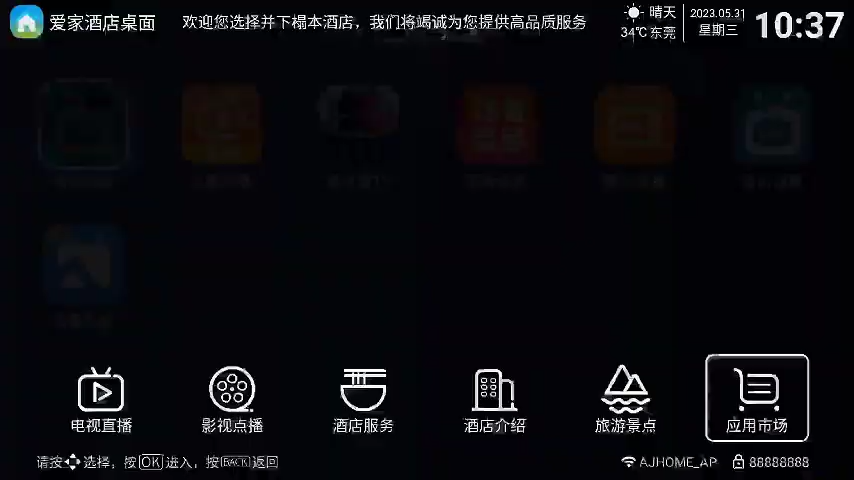 爱家酒店桌面
欢迎您选择并下榻本酒店，我们将竭诚为您提供高品质服务
晴天
34℃ 东莞
2023.05.31
星期三
10:37
电视直播
影视点播
酒店服务
酒店介绍
旅游景点
应用市场
请按选择，按OK进入，按BACK返回
AJHOME_AP
88888888